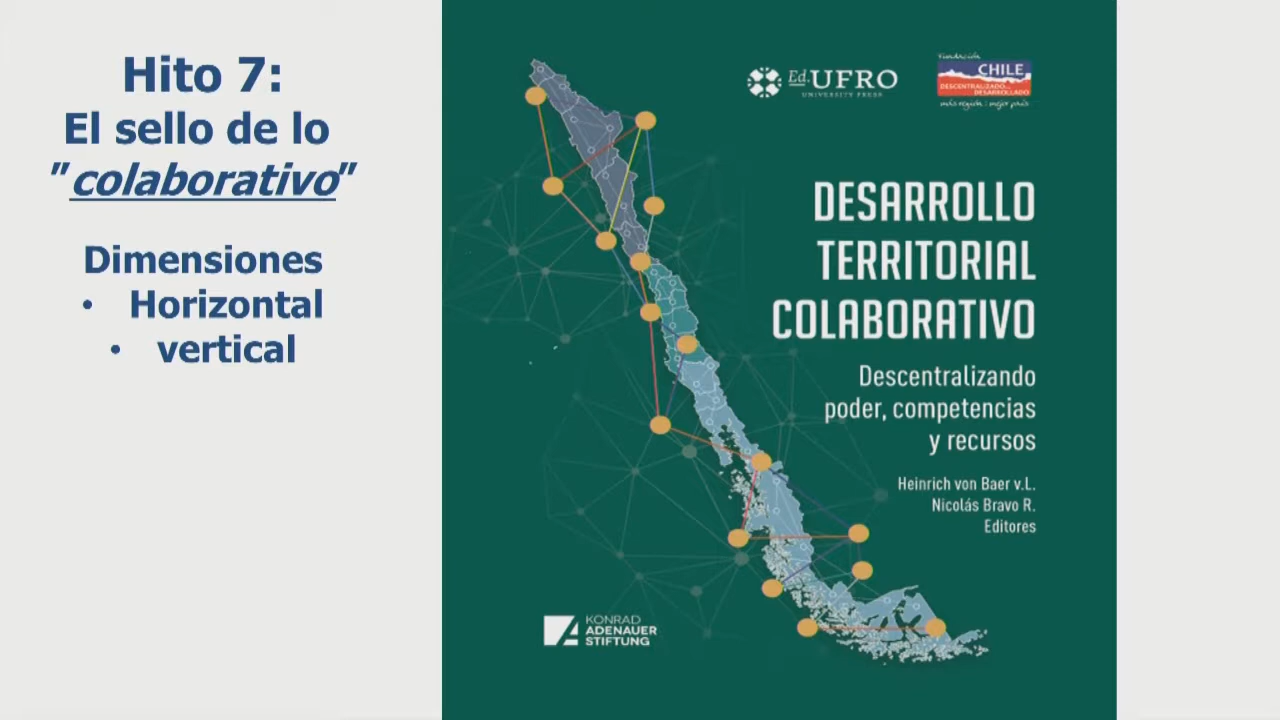 Hito 7:
El sello de lo
"colaborativo"
Dimensiones
• Horizontal
• vertical
Ed.UFRO
UNIVERSITY PRESS
Fundación
CHILE
DESCENTRALIZADO...
DESARROLLADO
más región : mejor país
DESARROLLO
TERRITORIAL
COLABORATIVO
Descentralizando
poder, competencias
y recursos
Heinrich von Baer v.L.
Nicolás Bravo R.
Editores
KONRAD
ADENAUER
STIFTUNG